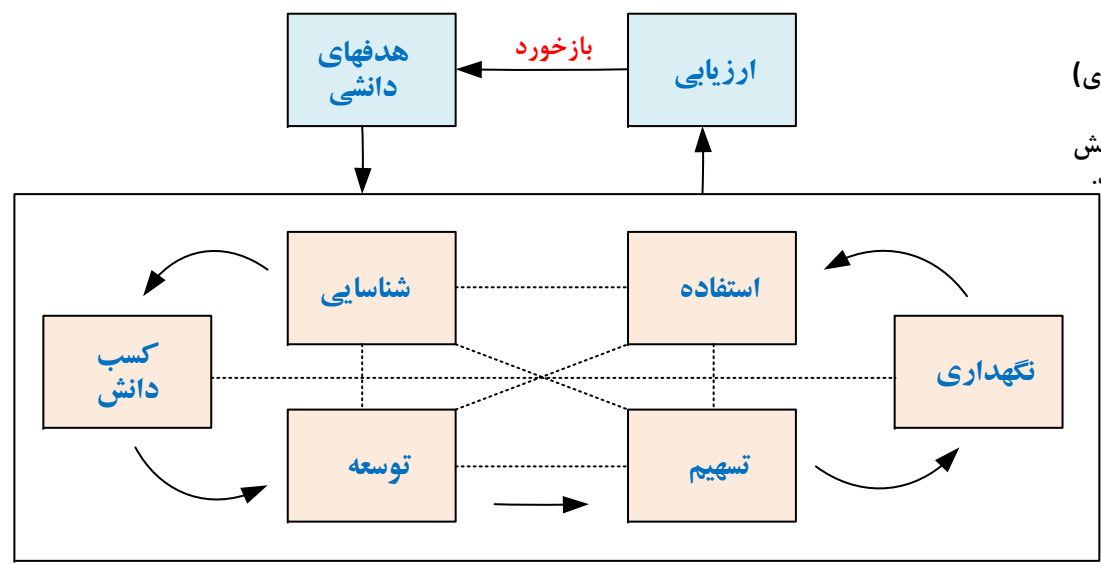 هدفهای
دانشی
بازخورد
ارزیابی
شناسایی
استفاده
کسب
دانش
نگهداری
توسعه
تسهیم